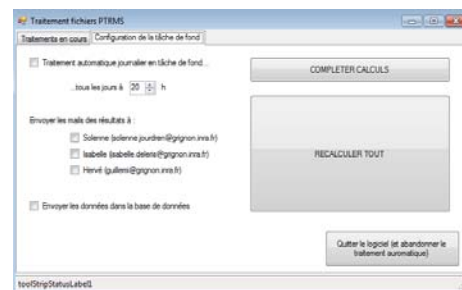 Traitement fichiers PTRMS
Traitements en cours
Configuration de la tâche de fond
Traitement automatique journalier en tâche de fond...
...tous les jours à 20 h
Envoyer les mails des résultats à :
Solenne (solenne.jourdren@grignon.inra.fr)
Isabelle (isabelle.delens@grignon.inra.fr)
Hervé (guillens@grignon.inra.fr)
Envoyer les données dans la base de données
COMPLETER CALCULS
RECALCULER TOUT
Quitter le logiciel (et abandonner le
traitement auromatique)
toolStripStatusLabel1